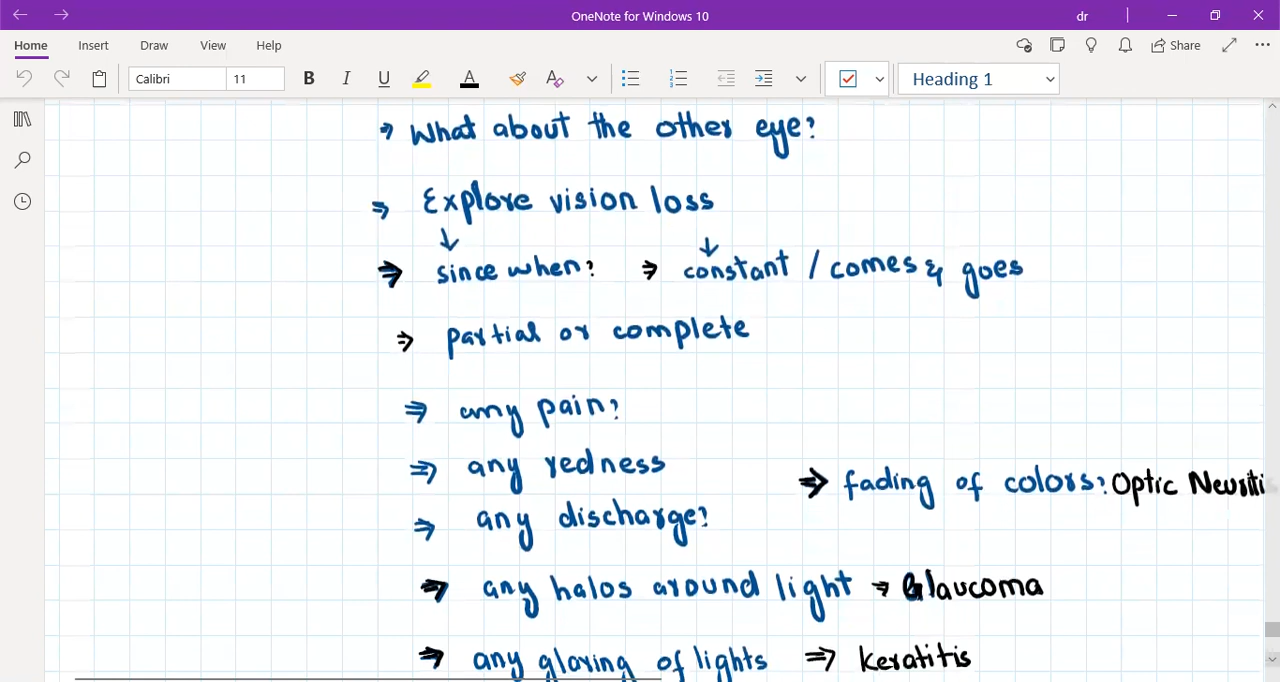 OneNote for Windows 10
dr
Home Insert Draw View Help
Share
Calibri 11 B I U A Heading 1
What about the other eye?
Explore vision loss
since when? constant / comes & goes
partial or complete
any pain?
any redness
fading of colors? Optic Neuriti
any discharge?
any halos around light → Glaucoma
any glaring of lights ⇒ keratitis